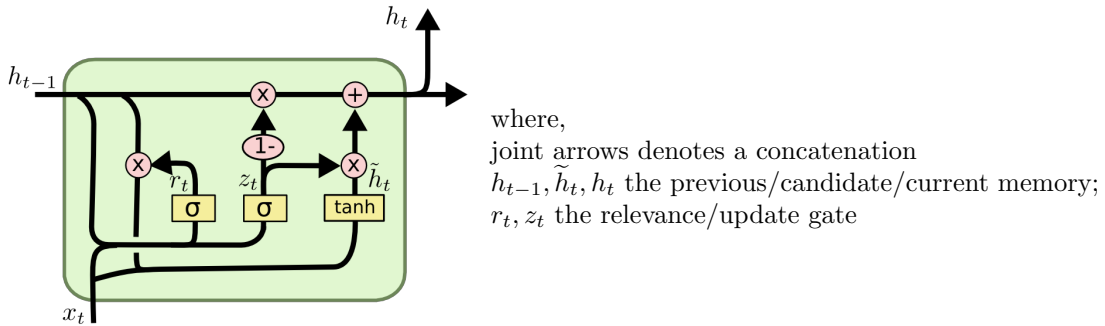 h_t
h_{t−1}
x +
1-
x x
r_t z_t h̃_t
σ σ tanh
x_t
where,
joint arrows denotes a concatenation
h_{t−1}, h̃_t, h_t the previous/candidate/current memory;
r_t, z_t the relevance/update gate